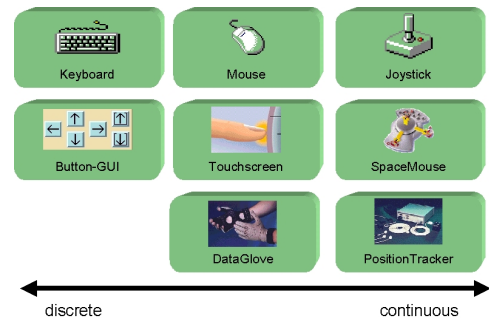 Keyboard
Mouse
Joystick
Button-GUI
Touchscreen
SpaceMouse
DataGlove
PositionTracker
discrete
continuous